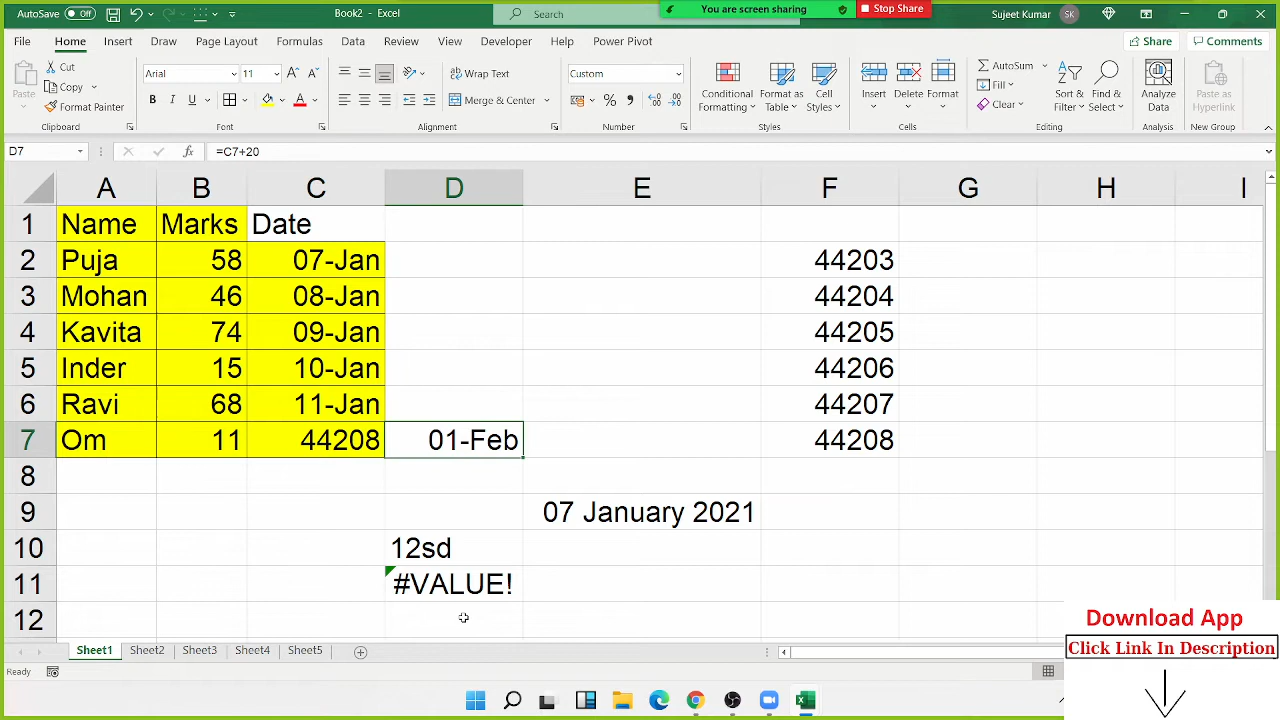 AutoSave Off Book2 - Excel Search You are screen sharing Stop Share Sujeet Kumar SK
File Home Insert Draw Page Layout Formulas Data Review View Developer Help Power Pivot Share Comments
Paste Cut Copy Format Painter Clipboard
Arial 11 B I U A Font
Wrap Text Merge & Center Alignment
Custom % Number
Conditional Formatting Format as Table Cell Styles Styles
Insert Delete Format Cells
AutoSum Fill Clear Sort & Filter Find & Select Editing
Analyze Data Analysis
Paste as Hyperlink New Group
D7 fx =C7+20
A B C D E F G H I
1 Name Marks Date
2 Puja 58 07-Jan 44203
3 Mohan 46 08-Jan 44204
4 Kavita 74 09-Jan 44205
5 Inder 15 10-Jan 44206
6 Ravi 68 11-Jan 44207
7 Om 11 44208 01-Feb 44208
8
9 07 January 2021
10 12sd
11 #VALUE!
12
Download App
Click Link In Description
Sheet1 Sheet2 Sheet3 Sheet4 Sheet5
Ready